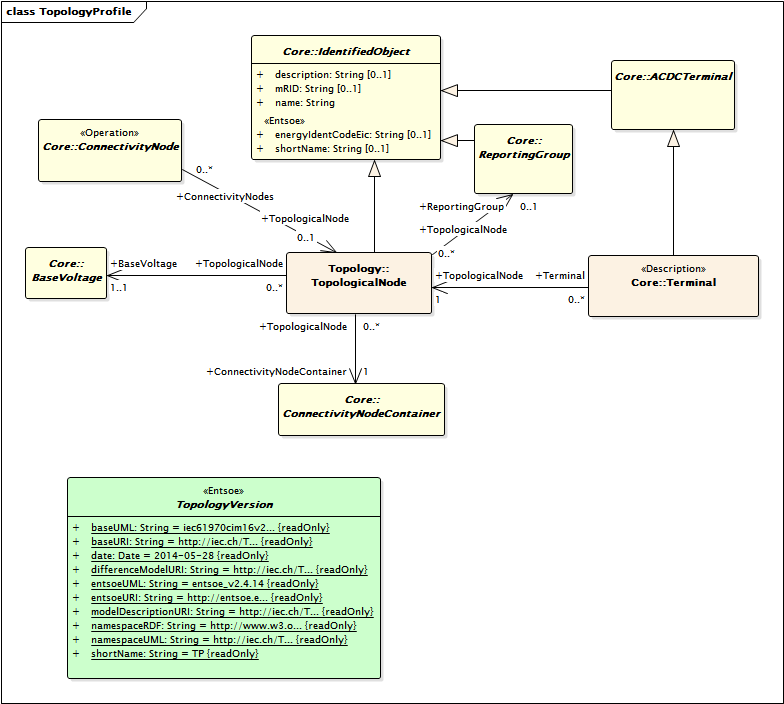 class TopologyProfile
Core::IdentifiedObject
+ description: String [0..1]
+ mRID: String [0..1]
+ name: String
«Entsoe»
+ energyIdentCodeEic: String [0..1]
+ shortName: String [0..1]
Core::ACDCTerminal
«Operation»
Core::ConnectivityNode
Core::
ReportingGroup
0..*
+ConnectivityNodes
+TopologicalNode
0..1
+ReportingGroup 0..1
+TopologicalNode
0..*
Core::
BaseVoltage
+BaseVoltage +TopologicalNode
1..1 0..*
Topology::
TopologicalNode
+TopologicalNode +Terminal
1 0..*
«Description»
Core::Terminal
+TopologicalNode 0..*
+ConnectivityNodeContainer 1
Core::
ConnectivityNodeContainer
«Entsoe»
TopologyVersion
+ baseUML: String = iec61970cim16v2... {readOnly}
+ baseURI: String = http://iec.ch/T... {readOnly}
+ date: Date = 2014-05-28 {readOnly}
+ differenceModelURI: String = http://iec.ch/T... {readOnly}
+ entsoeUML: String = entsoe_v2.4.14 {readOnly}
+ entsoeURI: String = http://entsoe.e... {readOnly}
+ modelDescriptionURI: String = http://iec.ch/T... {readOnly}
+ namespaceRDF: String = http://www.w3.o... {readOnly}
+ namespaceUML: String = http://iec.ch/T... {readOnly}
+ shortName: String = TP {readOnly}